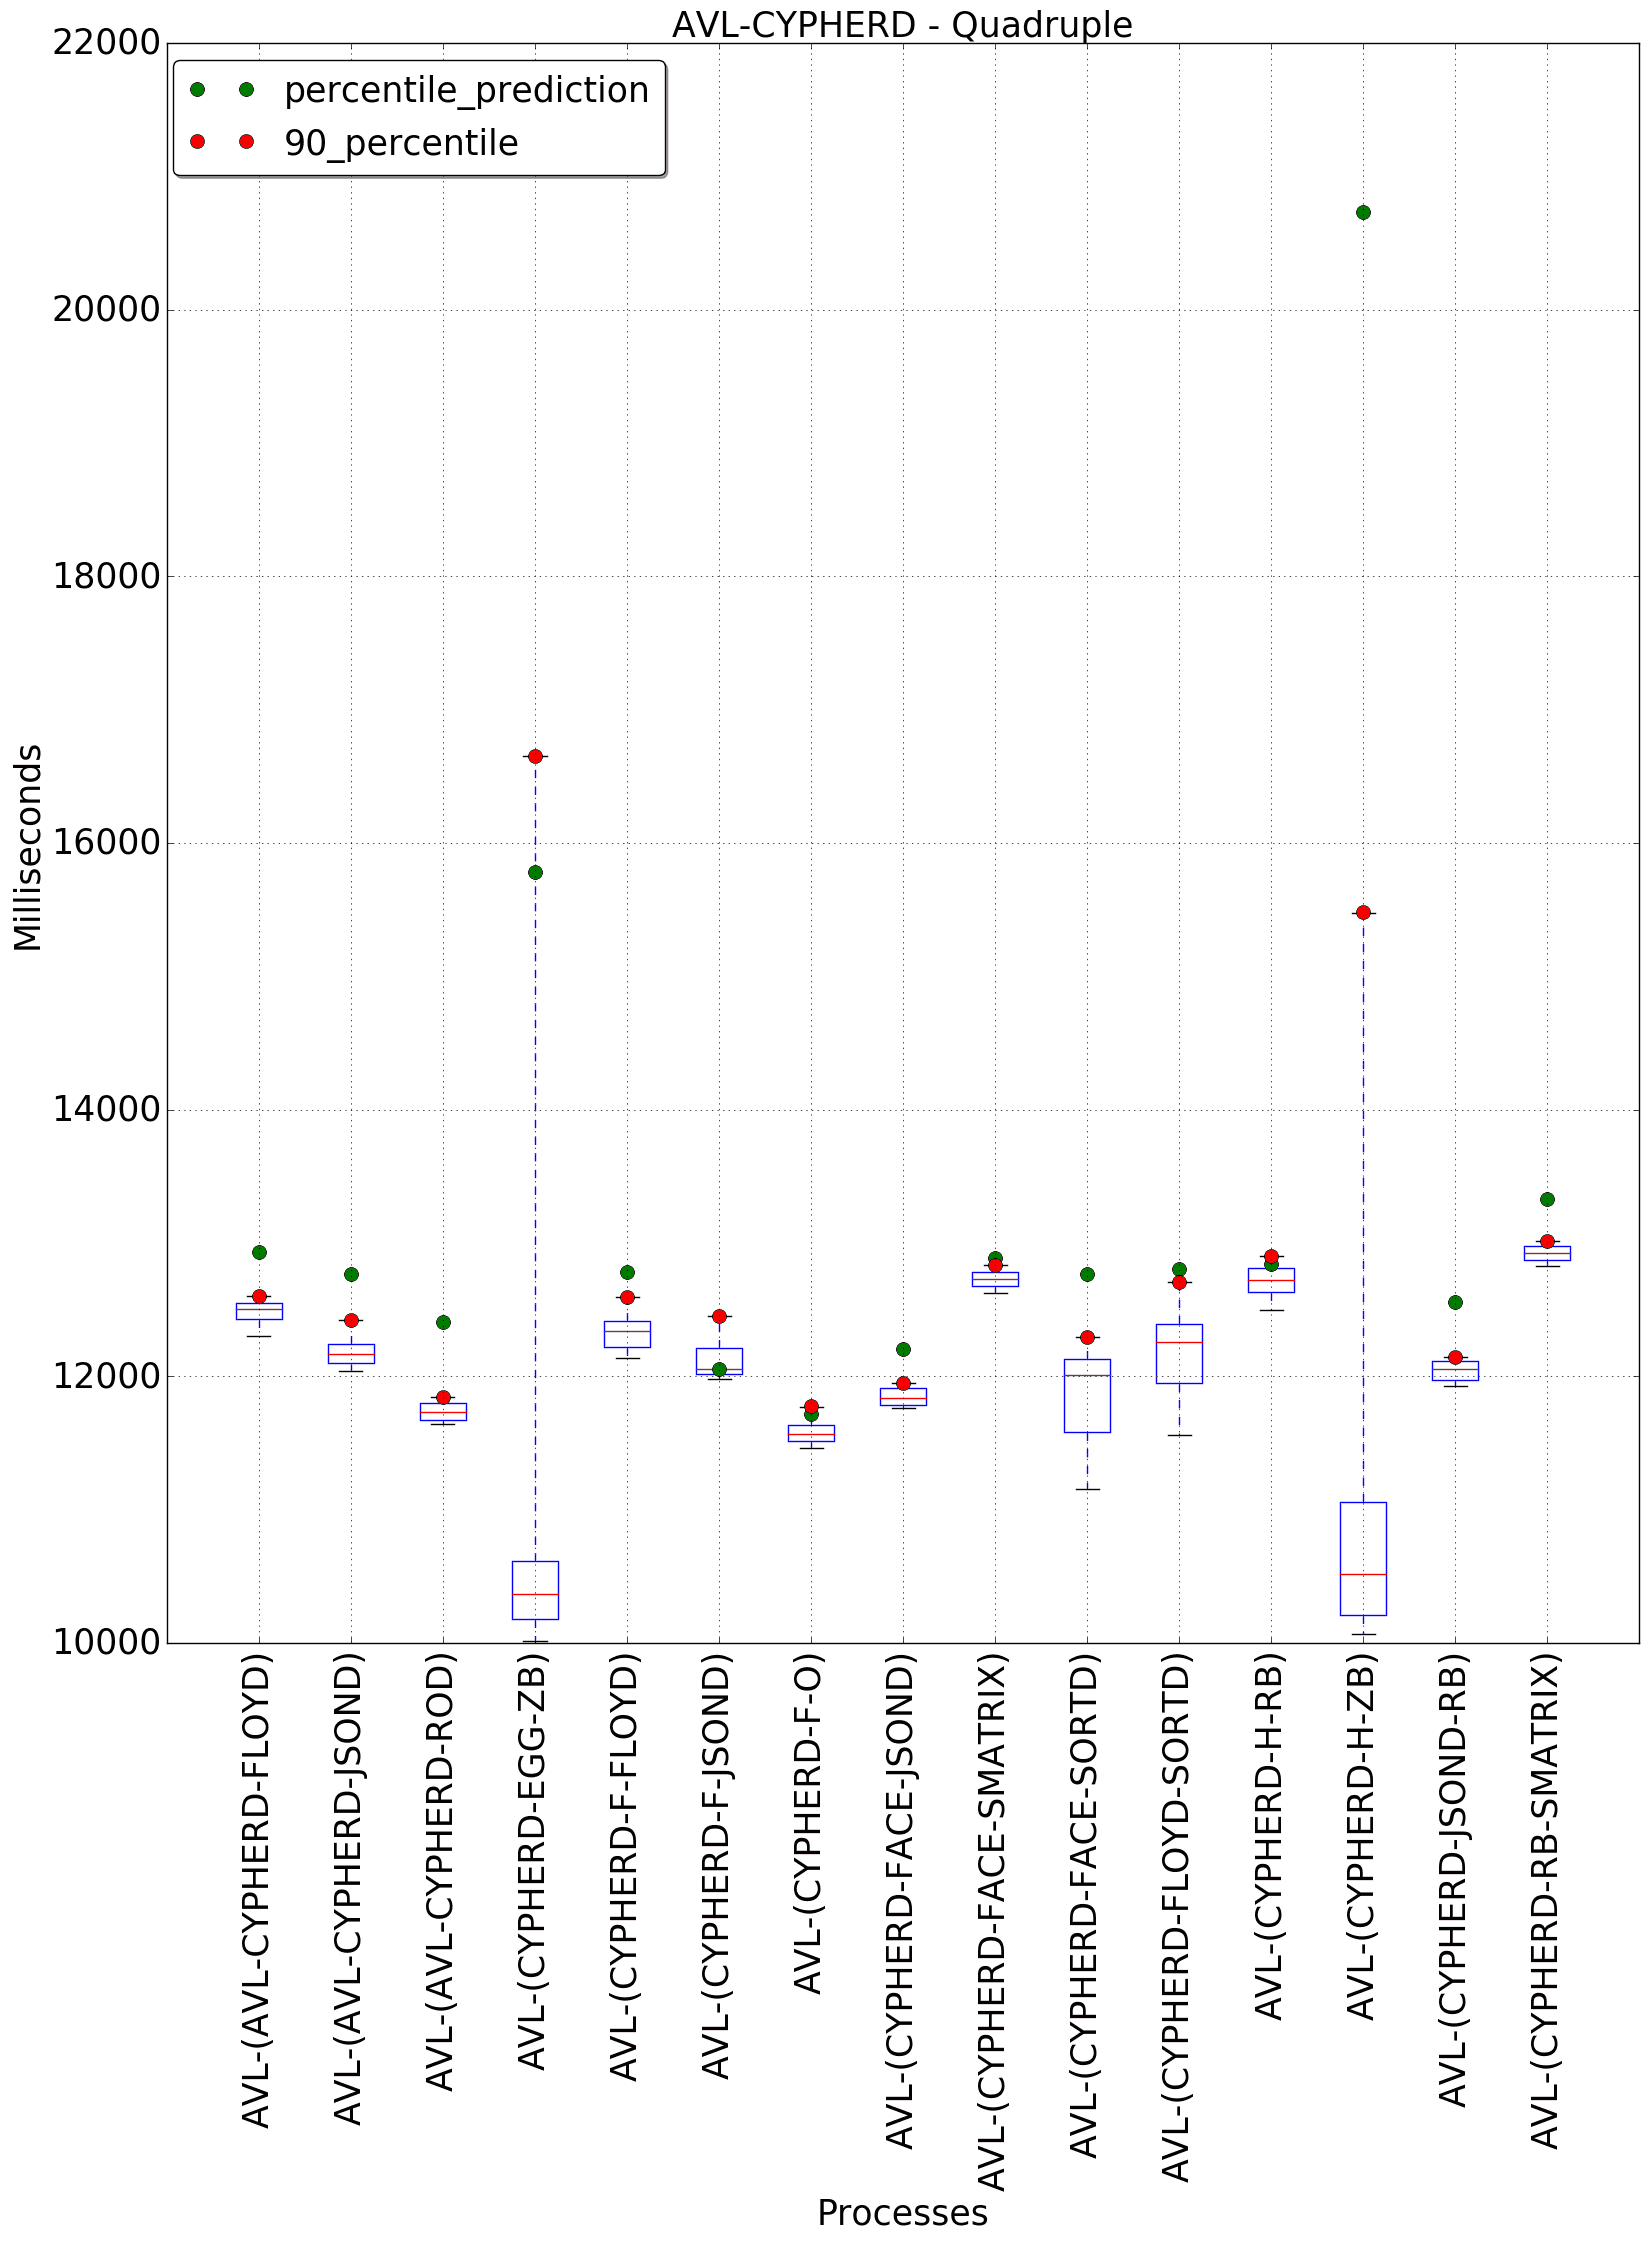 AVL-CYPHERD - Quadruple
percentile_prediction
90_percentile
22000
20000
18000
16000
14000
12000
10000
Milliseconds
AVL-(AVL-CYPHERD-FLOYD)
AVL-(AVL-CYPHERD-JSOND)
AVL-(AVL-CYPHERD-ROD)
AVL-(CYPHERD-EGG-ZB)
AVL-(CYPHERD-F-FLOYD)
AVL-(CYPHERD-F-JSOND)
AVL-(CYPHERD-F-O)
AVL-(CYPHERD-FACE-JSOND)
AVL-(CYPHERD-FACE-SMATRIX)
AVL-(CYPHERD-FACE-SORTD)
AVL-(CYPHERD-FLOYD-SORTD)
AVL-(CYPHERD-H-RB)
AVL-(CYPHERD-H-ZB)
AVL-(CYPHERD-JSOND-RB)
AVL-(CYPHERD-RB-SMATRIX)
Processes